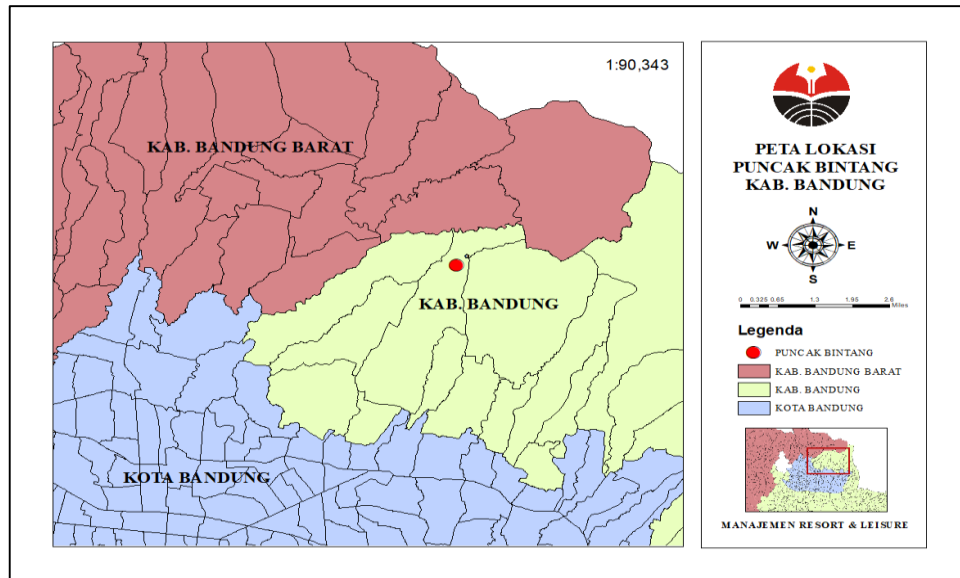 1:90,343
KAB. BANDUNG BARAT
KAB. BANDUNG
KOTA BANDUNG
PETA LOKASI
PUNCAK BINTANG
KAB. BANDUNG
N
W E
S
0 0.325 0.65 1.3 1.95 2.6
Miles
Legenda
PUNCAK BINTANG
KAB. BANDUNG BARAT
KAB. BANDUNG
KOTA BANDUNG
MANAJEMEN RESORT & LEISURE